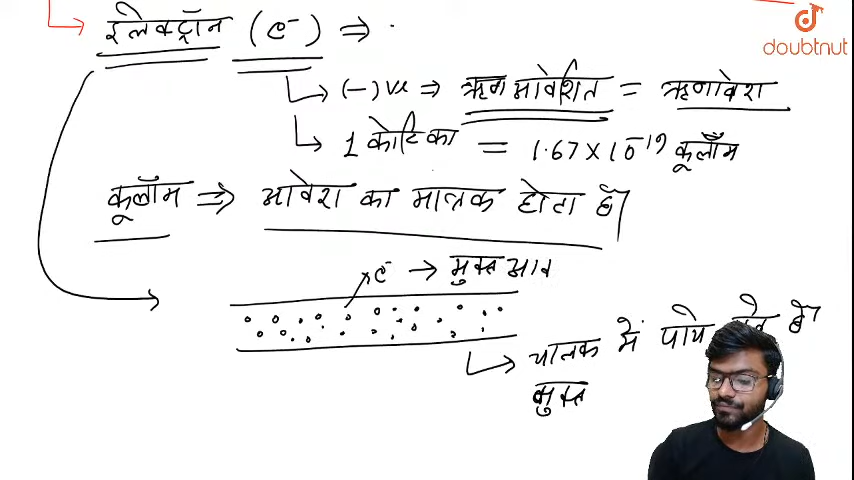 doubtnut
इलेक्ट्रॉन (e⁻) ⇒
(-) ve ⇒ ऋण आवेशित = ऋणावेश
1 कोटिका = 1.67 × 10⁻¹⁹ कूलॉम
कूलॉम ⇒ आवेश का मात्रक होता है।
e⁻ → मुक्त आव
चालक में पाये है।
मुक्त